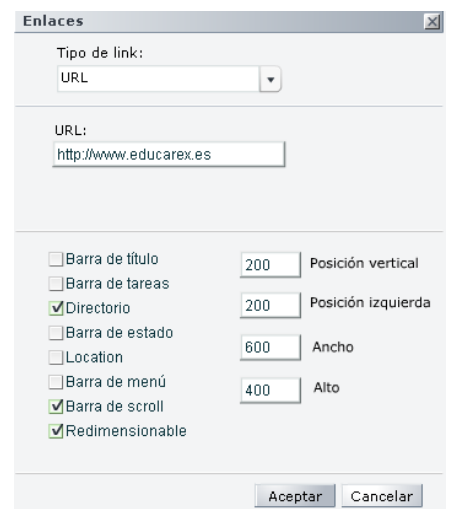 Enlaces
Tipo de link:
URL
URL:
http://www.educarex.es
Barra de título
Barra de tareas
Directorio
Barra de estado
Location
Barra de menú
Barra de scroll
Redimensionable
200 Posición vertical
200 Posición izquierda
600 Ancho
400 Alto
Aceptar Cancelar